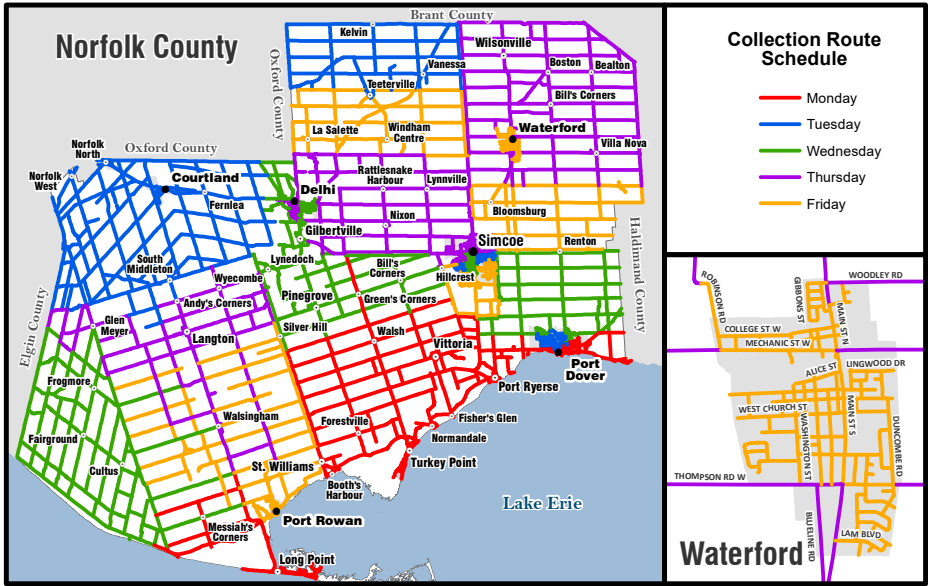 Brant County
Norfolk County
Kelvin
Wilsonville
Vanessa
Boston
Bealton
Oxford County
Teeterville
Bill's Corners
La Salette
Windham
Centre
Waterford
Villa Nova
Norfolk
North
Oxford County
Norfolk
West
Courtland
Rattlesnake
Harbour
Lynnville
Delhi
Fernlea
Nixon
Bloomsburg
Gilbertville
Simcoe
Renton
Haldimand County
South
Middleton
Lynedoch
Bill's
Corners
Hillcrest
Wyecombe
Pinegrove
Green's Corners
Andy's Corners
Elgin County
Glen
Meyer
Langton
Silver Hill
Walsh
Vittoria
Port
Dover
Frogmore
Port Ryerse
Walsingham
Forestville
Fisher's Glen
Fairground
Normandale
Cultus
St. Williams
Turkey Point
Booth's
Harbour
Lake Erie
Port Rowan
Messiah's
Corners
Long Point
Collection Route
Schedule
Monday
Tuesday
Wednesday
Thursday
Friday
ROBINSON RD
GIBBONS ST
WOODLEY RD
MAIN ST N
COLLEGE ST W
MECHANIC ST W
ALICE ST
LINGWOOD DR
WEST CHURCH ST
WASHINGTON ST
MAIN ST S
DUNCOMBE RD
THOMPSON RD W
BLUELINE RD
LAM BLVD
Waterford